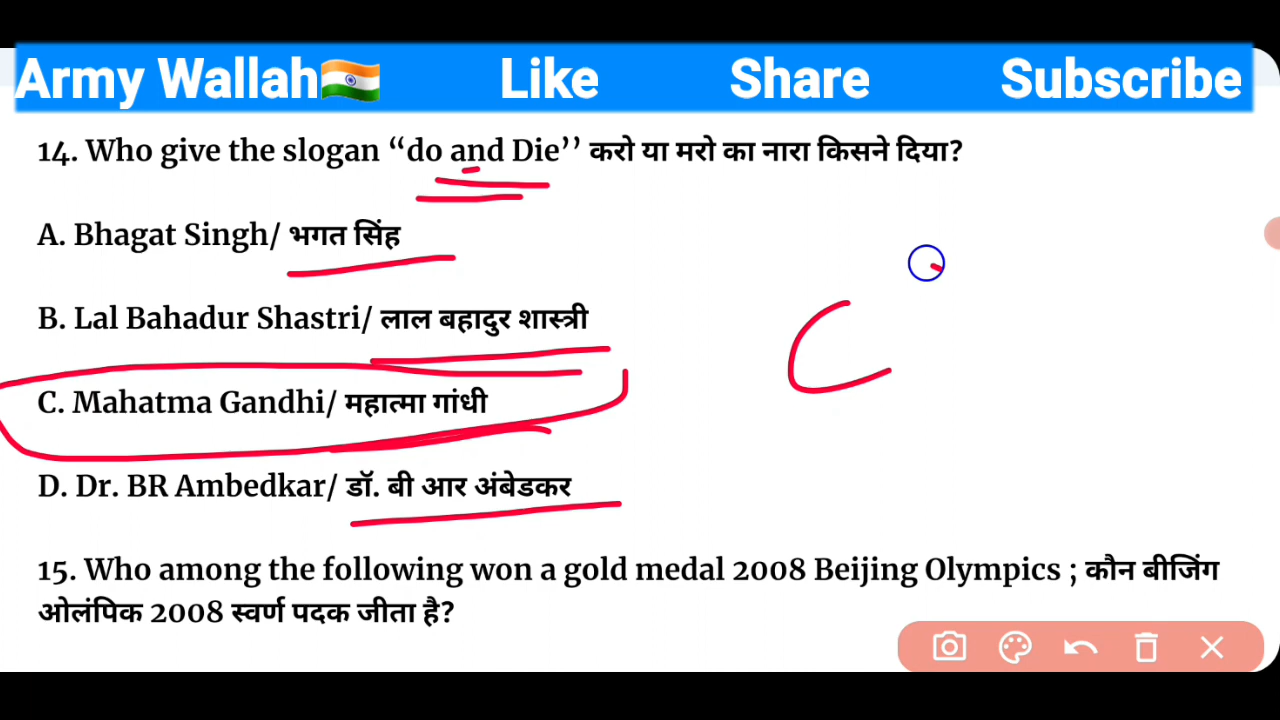 Army Wallah🇮🇳 Like Share Subscribe
14. Who give the slogan “do and Die’’ करो या मरो का नारा किसने दिया?
A. Bhagat Singh/ भगत सिंह
B. Lal Bahadur Shastri/ लाल बहादुर शास्त्री
C. Mahatma Gandhi/ महात्मा गांधी
C
D. Dr. BR Ambedkar/ डॉ. बी आर अंबेडकर
15. Who among the following won a gold medal 2008 Beijing Olympics ; कौन बीजिंग
ओलंपिक 2008 स्वर्ण पदक जीता है?